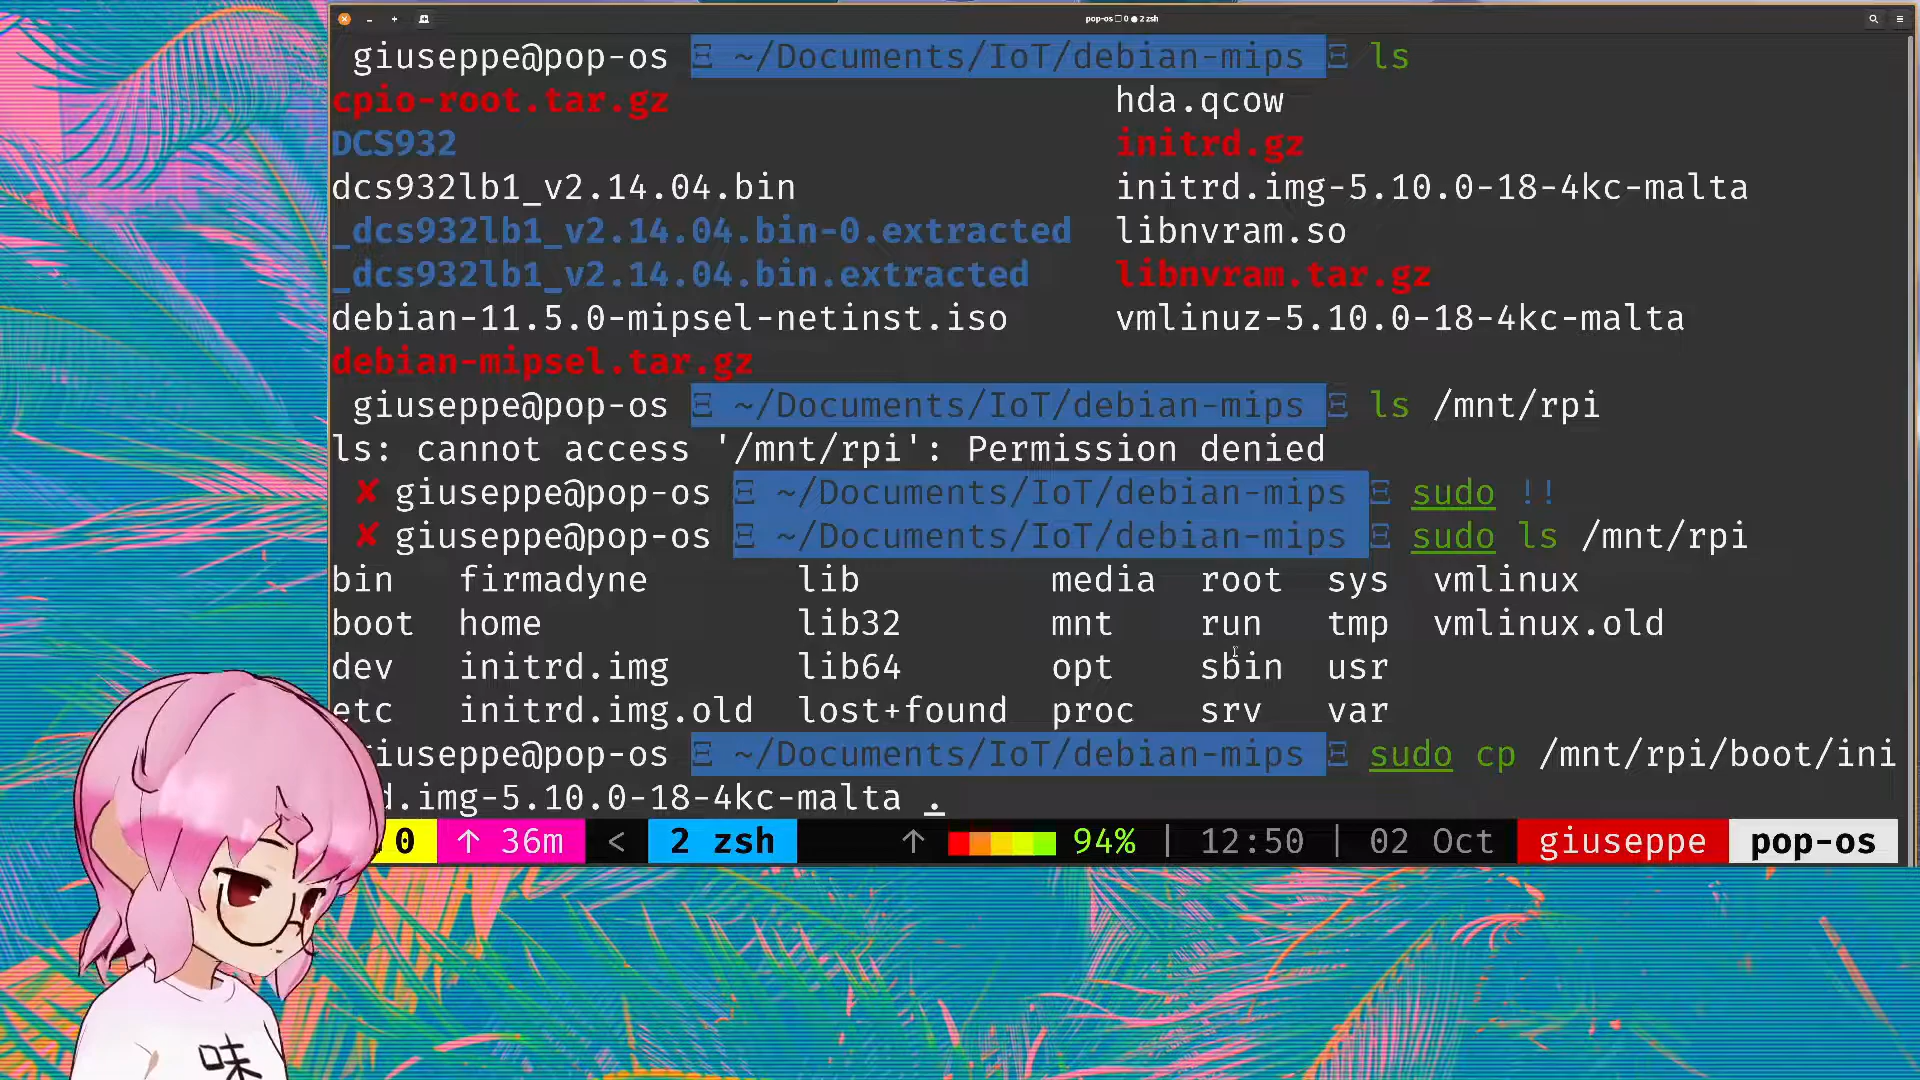 pop-os 0 2 zsh
giuseppe@pop-os Ξ ~/Documents/IoT/debian-mips Ξ ls
cpio-root.tar.gz hda.qcow
DCS932 initrd.gz
dcs932lb1_v2.14.04.bin initrd.img-5.10.0-18-4kc-malta
_dcs932lb1_v2.14.04.bin-0.extracted libnvram.so
_dcs932lb1_v2.14.04.bin.extracted libnvram.tar.gz
debian-11.5.0-mipsel-netinst.iso vmlinuz-5.10.0-18-4kc-malta
debian-mipsel.tar.gz
giuseppe@pop-os Ξ ~/Documents/IoT/debian-mips Ξ ls /mnt/rpi
ls: cannot access '/mnt/rpi': Permission denied
✘ giuseppe@pop-os Ξ ~/Documents/IoT/debian-mips Ξ sudo !!
✘ giuseppe@pop-os Ξ ~/Documents/IoT/debian-mips Ξ sudo ls /mnt/rpi
bin firmadyne lib media root sys vmlinux
boot home lib32 mnt run tmp vmlinux.old
dev initrd.img lib64 opt sbin usr
etc initrd.img.old lost+found proc srv var
giuseppe@pop-os Ξ ~/Documents/IoT/debian-mips Ξ sudo cp /mnt/rpi/boot/ini
d.img-5.10.0-18-4kc-malta .
0 ↑ 36m < 2 zsh ↑ 94% | 12:50 | 02 Oct giuseppe pop-os
味